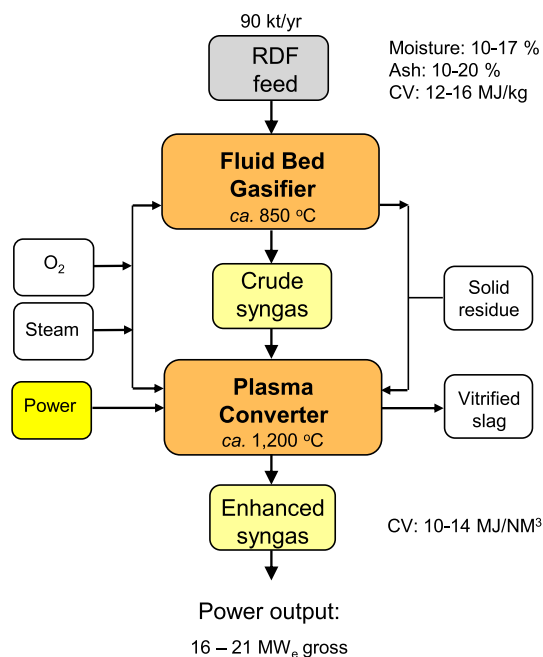 90 kt/yr
RDF
feed
Moisture: 10-17 %
Ash: 10-20 %
CV: 12-16 MJ/kg
Fluid Bed
Gasifier
ca. 850 °C
O₂
Steam
Crude
syngas
Solid
residue
Power
Plasma
Converter
ca. 1,200 °C
Vitrified
slag
Enhanced
syngas
CV: 10-14 MJ/NM³
Power output:
16 – 21 MWₑ gross